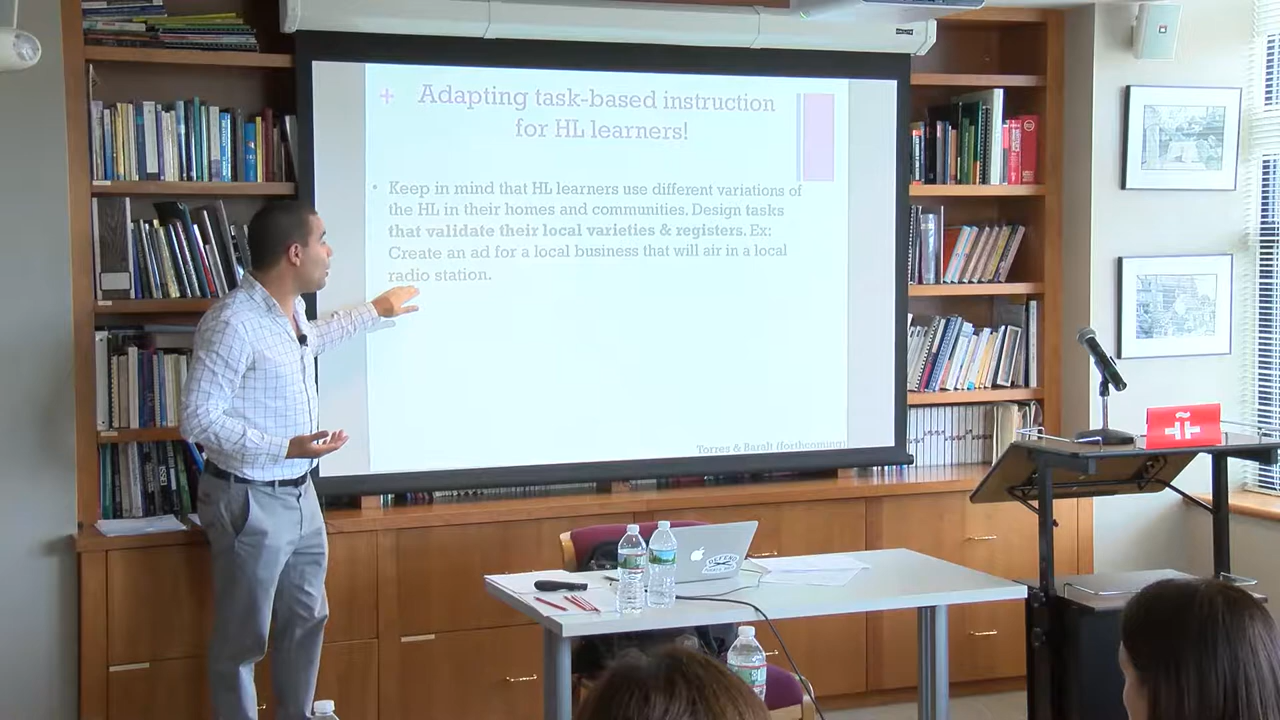 + Adapting task-based instruction
for HL learners!
• Keep in mind that HL learners use different variations of
the HL in their homes and communities. Design tasks
that validate their local varieties & registers. Ex:
Create an ad for a local business that will air in a local
radio station.
Torres & Baralt (forthcoming)
DEFEND